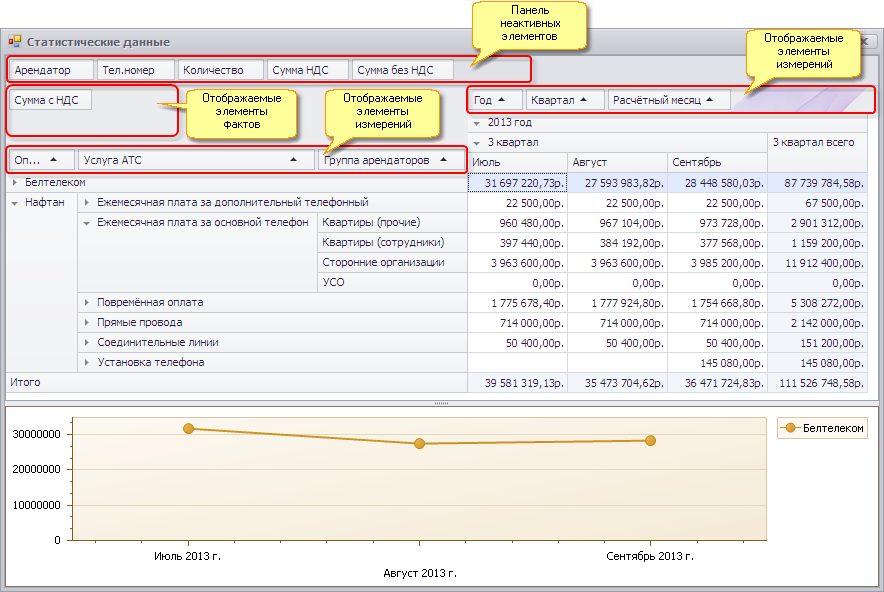 Панель
неактивных
элементов
Статистические данные
Отображаемые
элементы
измерений
Арендатор Тел.номер Количество Сумма НДС Сумма без НДС
Сумма с НДС
Отображаемые
элементы
фактов
Отображаемые
элементы
измерений
Год Квартал Расчётный месяц
2013 год
3 квартал 3 квартал всего
Оп... Услуга АТС Группа арендаторов Июль Август Сентябрь
Белтелеком 31 697 220,73р. 27 593 983,82р. 28 448 580,03р. 87 739 784,58р.
Нафтан Ежемесячная плата за дополнительный телефонный 22 500,00р. 22 500,00р. 22 500,00р. 67 500,00р.
Ежемесячная плата за основной телефон Квартиры (прочие) 960 480,00р. 967 104,00р. 973 728,00р. 2 901 312,00р.
Квартиры (сотрудники) 397 440,00р. 384 192,00р. 377 568,00р. 1 159 200,00р.
Сторонние организации 3 963 600,00р. 3 963 600,00р. 3 985 200,00р. 11 912 400,00р.
УСО 0,00р. 0,00р. 0,00р. 0,00р.
Повремённая оплата 1 775 678,40р. 1 777 924,80р. 1 754 668,80р. 5 308 272,00р.
Прямые провода 714 000,00р. 714 000,00р. 714 000,00р. 2 142 000,00р.
Соединительные линии 50 400,00р. 50 400,00р. 50 400,00р. 151 200,00р.
Установка телефона 145 080,00р. 145 080,00р.
Итого 39 581 319,13р. 35 473 704,62р. 36 471 724,83р. 111 526 748,58р.
30000000
20000000
10000000
0
Белтелеком
Июль 2013 г. Сентябрь 2013 г.
Август 2013 г.